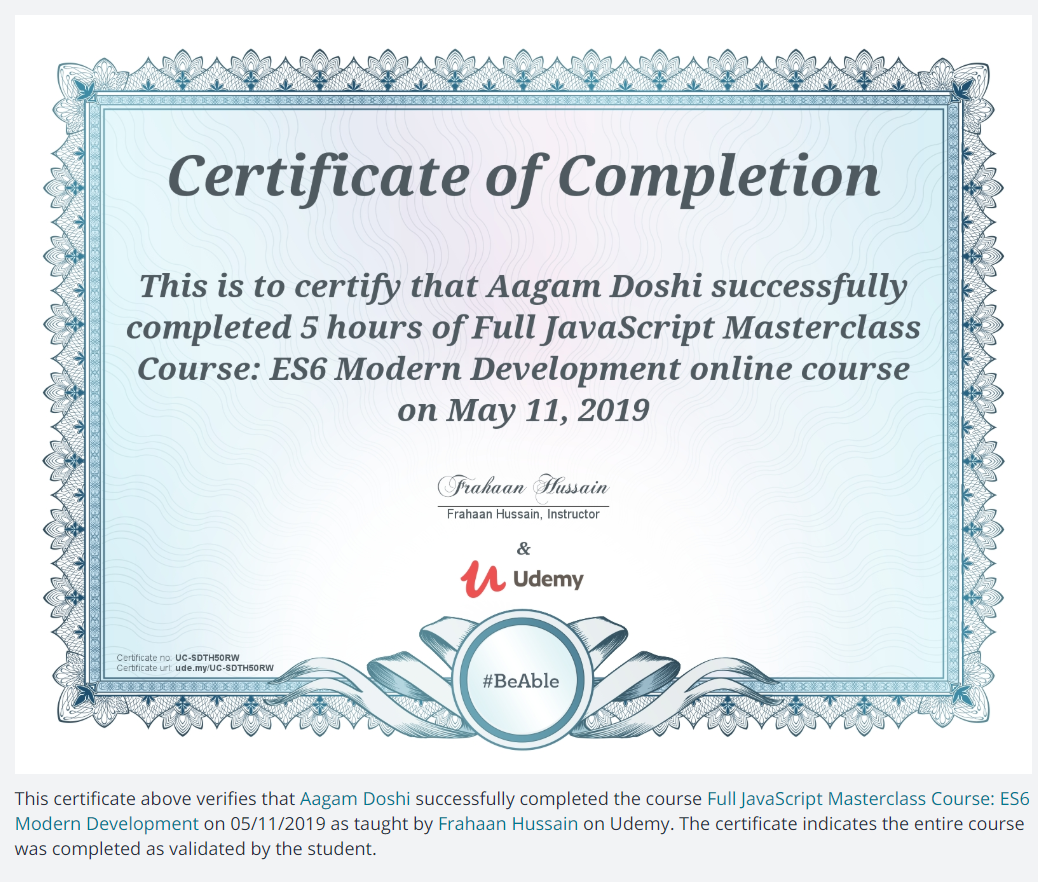 Certificate of Completion
This is to certify that Aagam Doshi successfully
completed 5 hours of Full JavaScript Masterclass
Course: ES6 Modern Development online course
on May 11, 2019
Frahaan Hussain
Frahaan Hussain, Instructor
&
Udemy
Certificate no: UC-SDTH50RW
Certificate url: ude.my/UC-SDTH50RW
#BeAble
This certificate above verifies that Aagam Doshi successfully completed the course Full JavaScript Masterclass Course: ES6
Modern Development on 05/11/2019 as taught by Frahaan Hussain on Udemy. The certificate indicates the entire course
was completed as validated by the student.